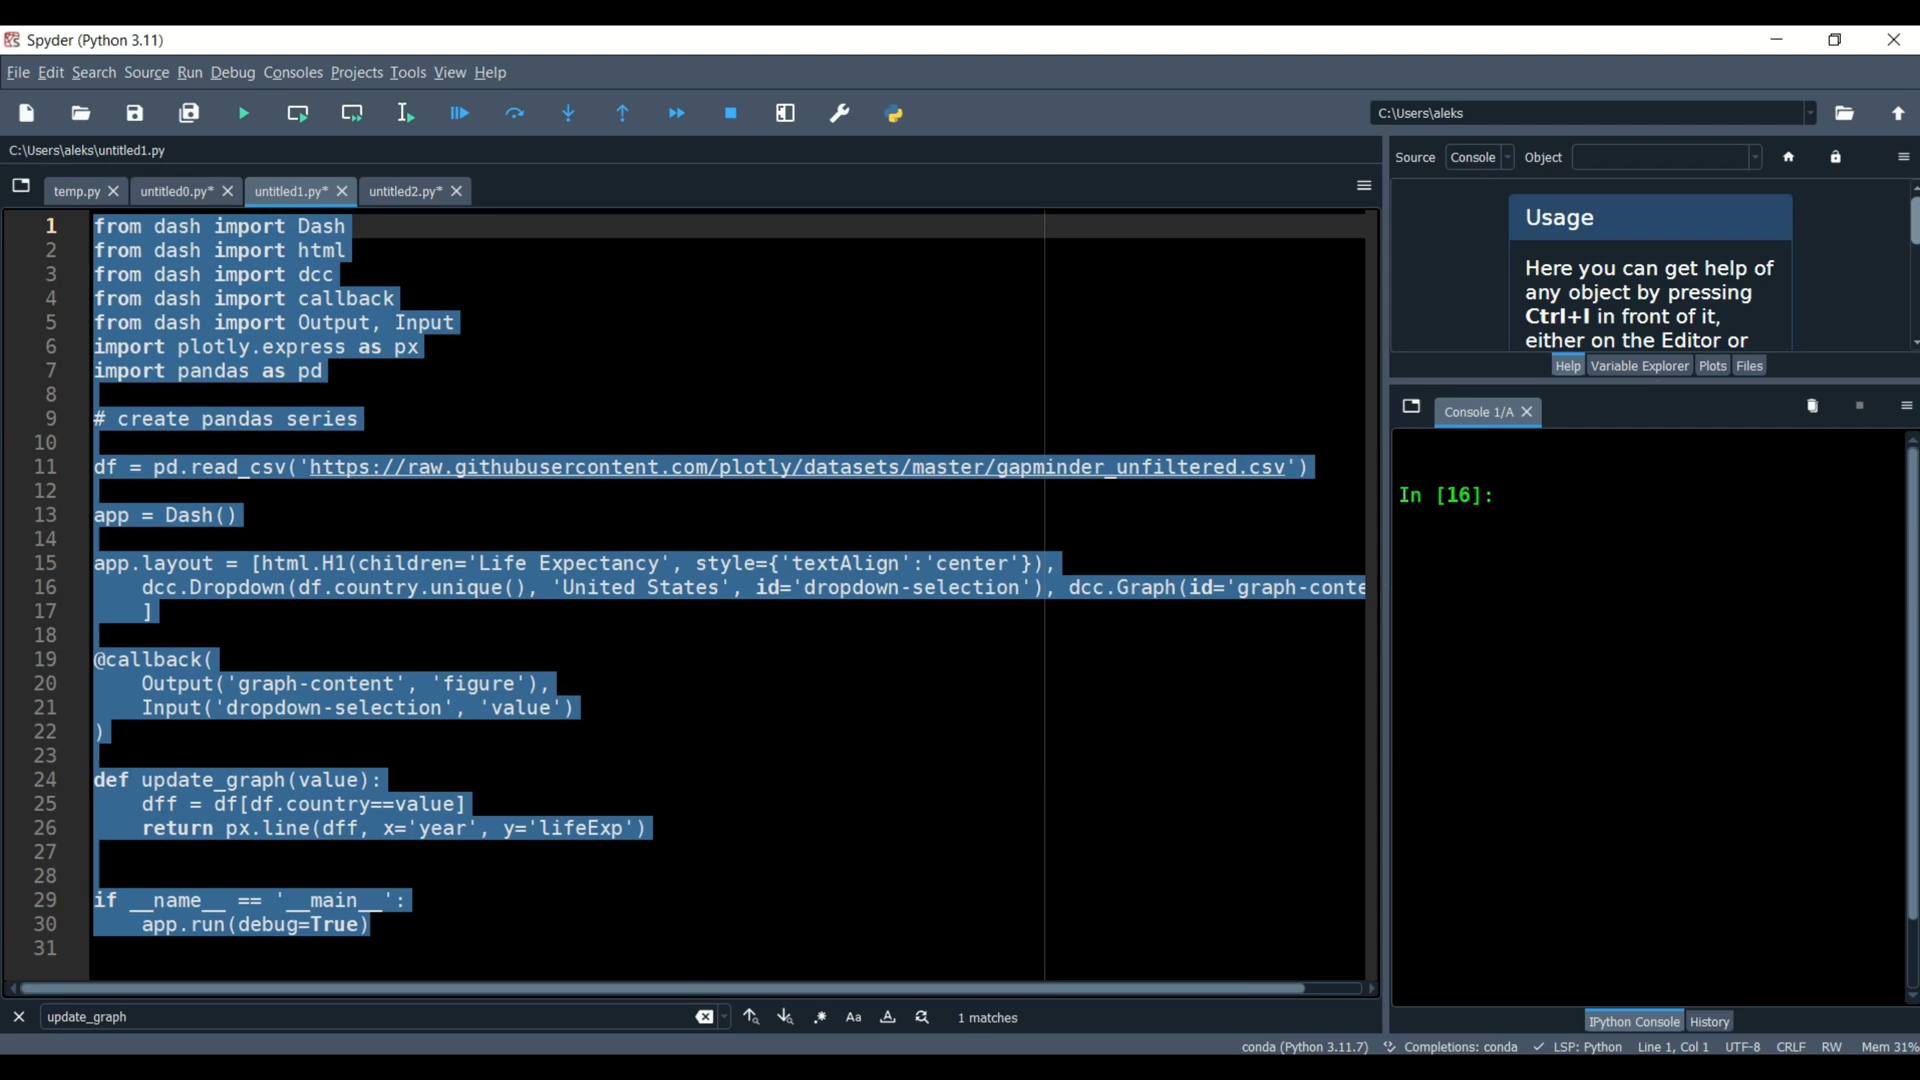 Spyder (Python 3.11)
File Edit Search Source Run Debug Consoles Projects Tools View Help
C:\Users\aleks
C:\Users\aleks\untitled1.py
temp.py untitled0.py* untitled1.py* untitled2.py*
1 from dash import Dash
2 from dash import html
3 from dash import dcc
4 from dash import callback
5 from dash import Output, Input
6 import plotly.express as px
7 import pandas as pd
8
9 # create pandas series
10
11 df = pd.read_csv('https://raw.githubusercontent.com/plotly/datasets/master/gapminder_unfiltered.csv')
12
13 app = Dash()
14
15 app.layout = [html.H1(children='Life Expectancy', style={'textAlign':'center'}),
16     dcc.Dropdown(df.country.unique(), 'United States', id='dropdown-selection'), dcc.Graph(id='graph-conte
17     ]
18
19 @callback(
20     Output('graph-content', 'figure'),
21     Input('dropdown-selection', 'value')
22 )
23
24 def update_graph(value):
25     dff = df[df.country==value]
26     return px.line(dff, x='year', y='lifeExp')
27
28
29 if __name__ == '__main__':
30     app.run(debug=True)
31
update_graph
Aa
1 matches
Source Console Object
Usage
Here you can get help of
any object by pressing
Ctrl+I in front of it,
either on the Editor or
Help Variable Explorer Plots Files
Console 1/A
In [16]:
IPython Console History
conda (Python 3.11.7) Completions: conda LSP: Python Line 1, Col 1 UTF-8 CRLF RW Mem 31%